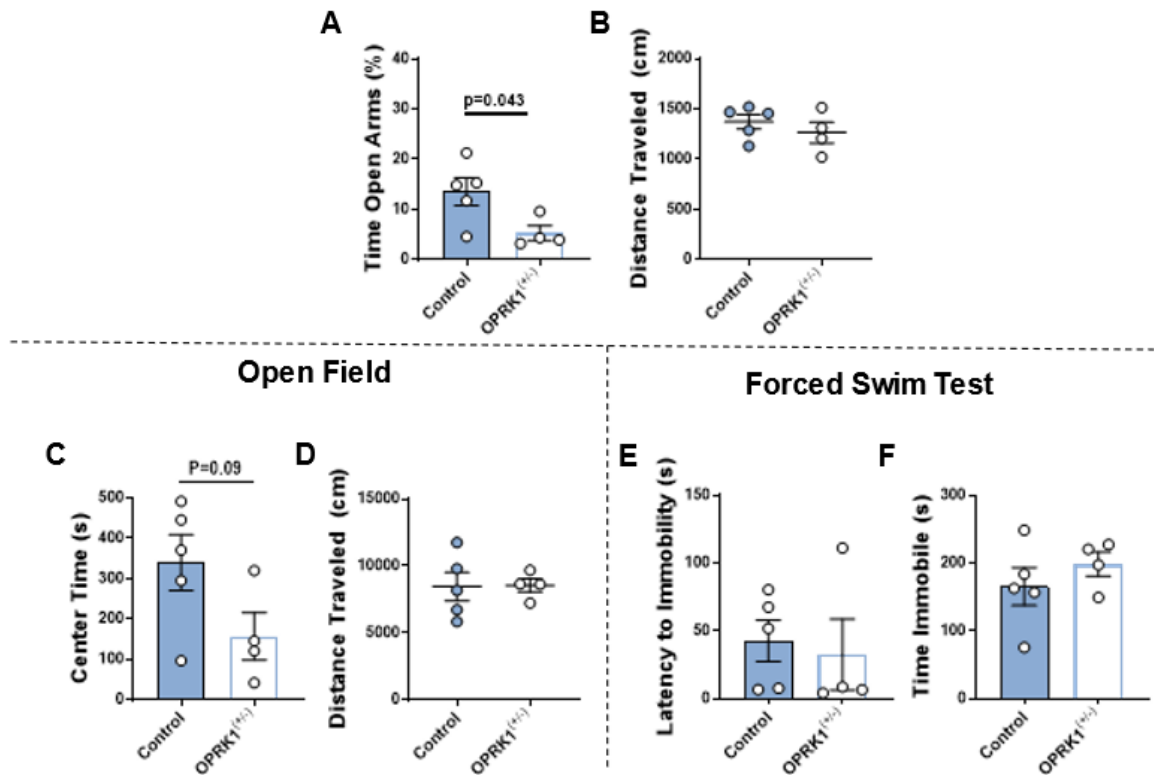 A
Time Open Arms (%)
40
30
20
10
0
p=0.043
Control
OPRK1(+/-)
B
Distance Traveled (cm)
2000
1500
1000
500
0
Control
OPRK1(+/-)
Open Field
Forced Swim Test
C
Center Time (s)
500
400
300
200
100
0
P=0.09
Control
OPRK1(+/-)
D
Distance Traveled (cm)
15000
10000
5000
0
Control
OPRK1(+/-)
E
Latency to Immobility (s)
150
100
50
0
Control
OPRK1(+/-)
F
Time Immobile (s)
300
200
100
0
Control
OPRK1(+/-)